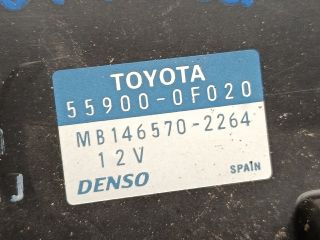 TOYOTA
55900-0F020
MB146570-2264
12V
DENSO SPAIN